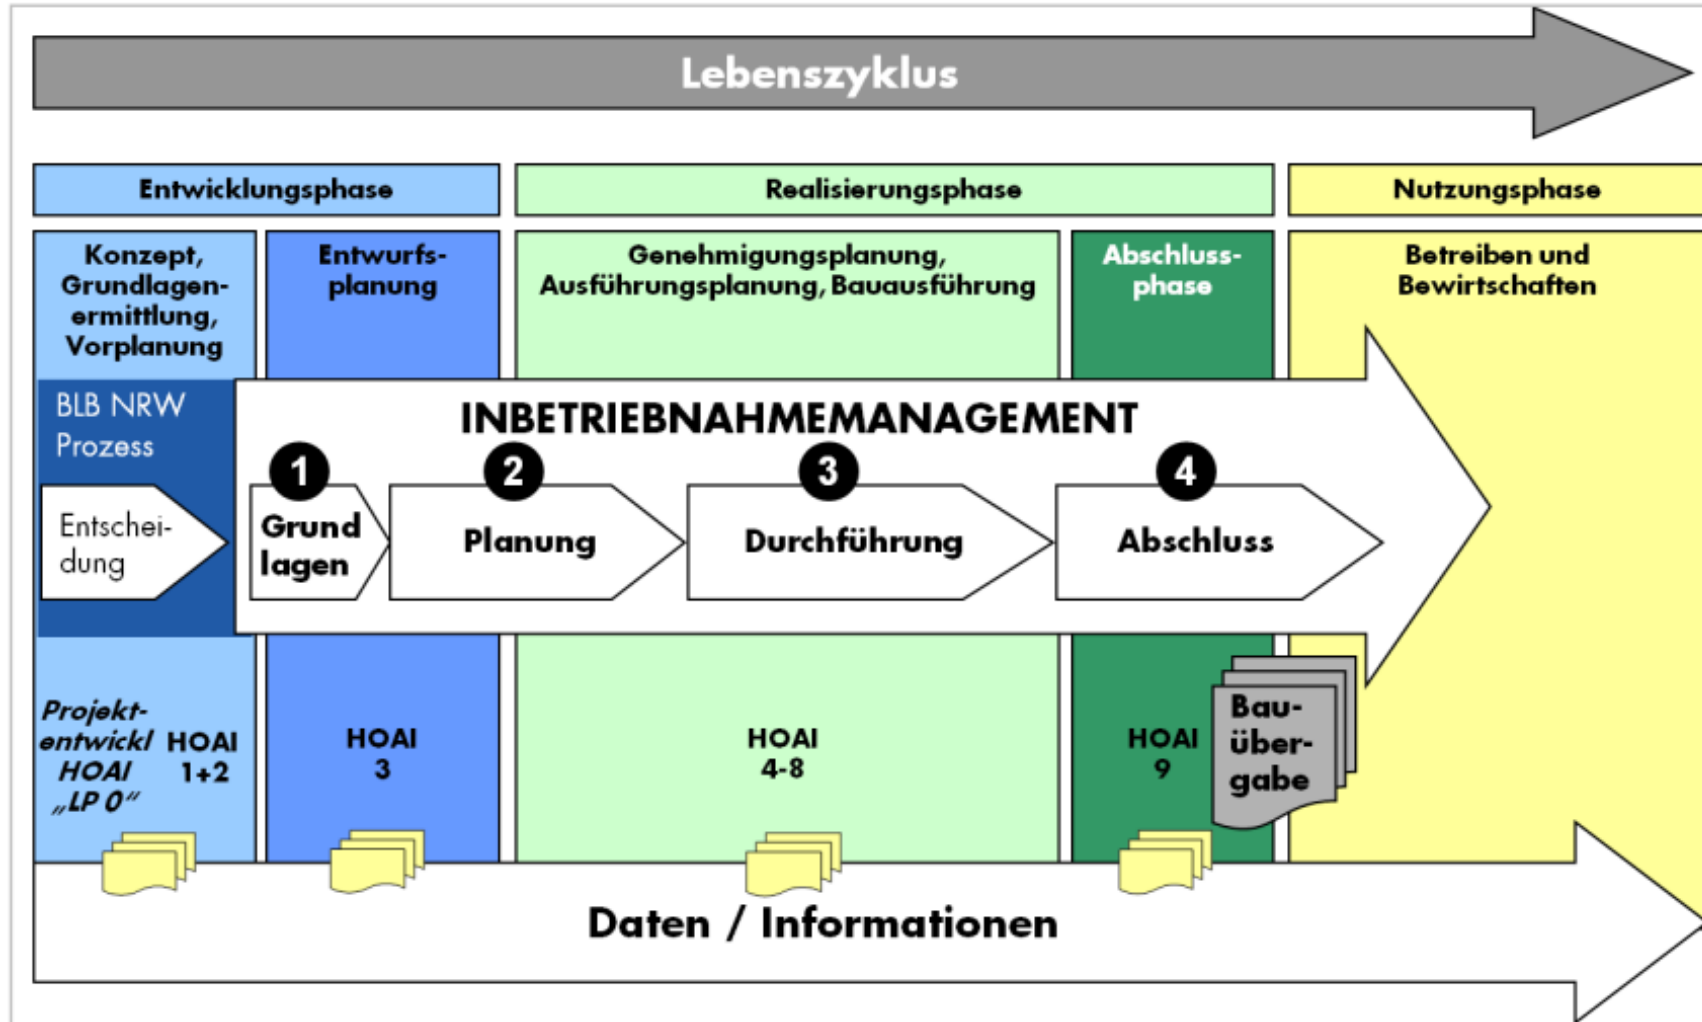 Lebenszyklus
Entwicklungsphase
Realisierungsphase
Nutzungsphase
Konzept,
Grundlagen-
ermittlung,
Vorplanung
Entwurfs-
planung
Genehmigungsplanung,
Ausführungsplanung, Bauausführung
Abschluss-
phase
Betreiben und
Bewirtschaften
BLB NRW
Prozess
Entschei-
dung
INBETRIEBNAHMEMANAGEMENT
1
Grund
lagen
2
Planung
3
Durchführung
4
Abschluss
Projekt-
entwickl
HOAI
„LP 0“
HOAI
1+2
HOAI
3
HOAI
4-8
HOAI
9
Bau-
über-
gabe
Daten / Informationen